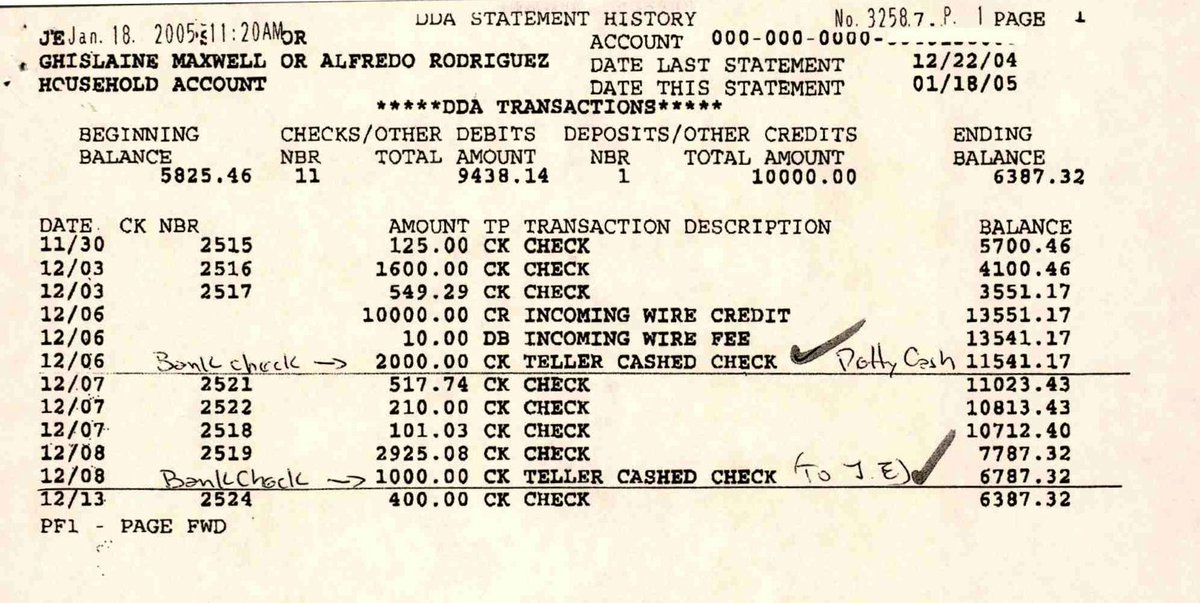 DDA STATEMENT HISTORY No. 3258.7. P. 1 PAGE 1
JE Jan. 18. 2005 11:20AM OR ACCOUNT 000-000-0000-
GHISLAINE MAXWELL OR ALFREDO RODRIGUEZ DATE LAST STATEMENT 12/22/04
HOUSEHOLD ACCOUNT DATE THIS STATEMENT 01/18/05
*****DDA TRANSACTIONS*****
BEGINNING CHECKS/OTHER DEBITS DEPOSITS/OTHER CREDITS ENDING
BALANCE NBR TOTAL AMOUNT NBR TOTAL AMOUNT BALANCE
5825.46 11 9438.14 1 10000.00 6387.32
DATE CK NBR AMOUNT TP TRANSACTION DESCRIPTION BALANCE
11/30 2515 125.00 CK CHECK 5700.46
12/03 2516 1600.00 CK CHECK 4100.46
12/03 2517 549.29 CK CHECK 3551.17
12/06 10000.00 CR INCOMING WIRE CREDIT 13551.17
12/06 10.00 DB INCOMING WIRE FEE 13541.17
12/06 Bank check → 2000.00 CK TELLER CASHED CHECK ✓ Petty Cash 11541.17
12/07 2521 517.74 CK CHECK 11023.43
12/07 2522 210.00 CK CHECK 10813.43
12/07 2518 101.03 CK CHECK 10712.40
12/08 2519 2925.08 CK CHECK 7787.32
12/08 Bank Check → 1000.00 CK TELLER CASHED CHECK (To J.E) ✓ 6787.32
12/13 2524 400.00 CK CHECK 6387.32
PF1 - PAGE FWD